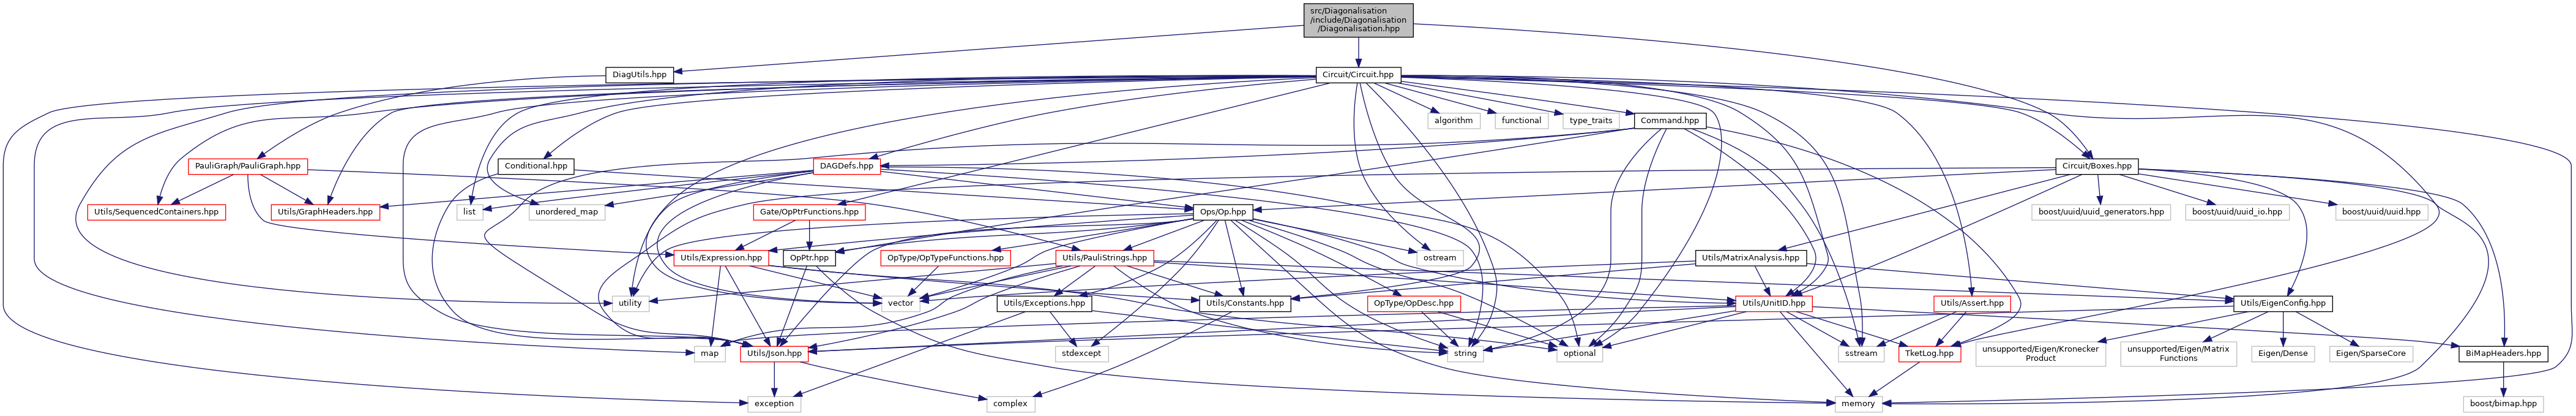 src/Diagonalisation
/include/Diagonalisation
/Diagonalisation.hpp
DiagUtils.hpp
Circuit/Circuit.hpp
algorithm
functional
type_traits
Command.hpp
PauliGraph/PauliGraph.hpp
Conditional.hpp
DAGDefs.hpp
Circuit/Boxes.hpp
Utils/SequencedContainers.hpp
Utils/GraphHeaders.hpp
list
unordered_map
Gate/OpPtrFunctions.hpp
Ops/Op.hpp
boost/uuid/uuid_generators.hpp
boost/uuid/uuid_io.hpp
boost/uuid/uuid.hpp
Utils/Expression.hpp
OpPtr.hpp
OpType/OpTypeFunctions.hpp
Utils/PauliStrings.hpp
ostream
Utils/MatrixAnalysis.hpp
utility
vector
Utils/Exceptions.hpp
Utils/Constants.hpp
OpType/OpDesc.hpp
Utils/UnitID.hpp
Utils/Assert.hpp
Utils/EigenConfig.hpp
map
Utils/Json.hpp
stdexcept
string
optional
sstream
TketLog.hpp
unsupported/Eigen/Kronecker
Product
unsupported/Eigen/Matrix
Functions
Eigen/Dense
Eigen/SparseCore
BiMapHeaders.hpp
exception
complex
memory
boost/bimap.hpp